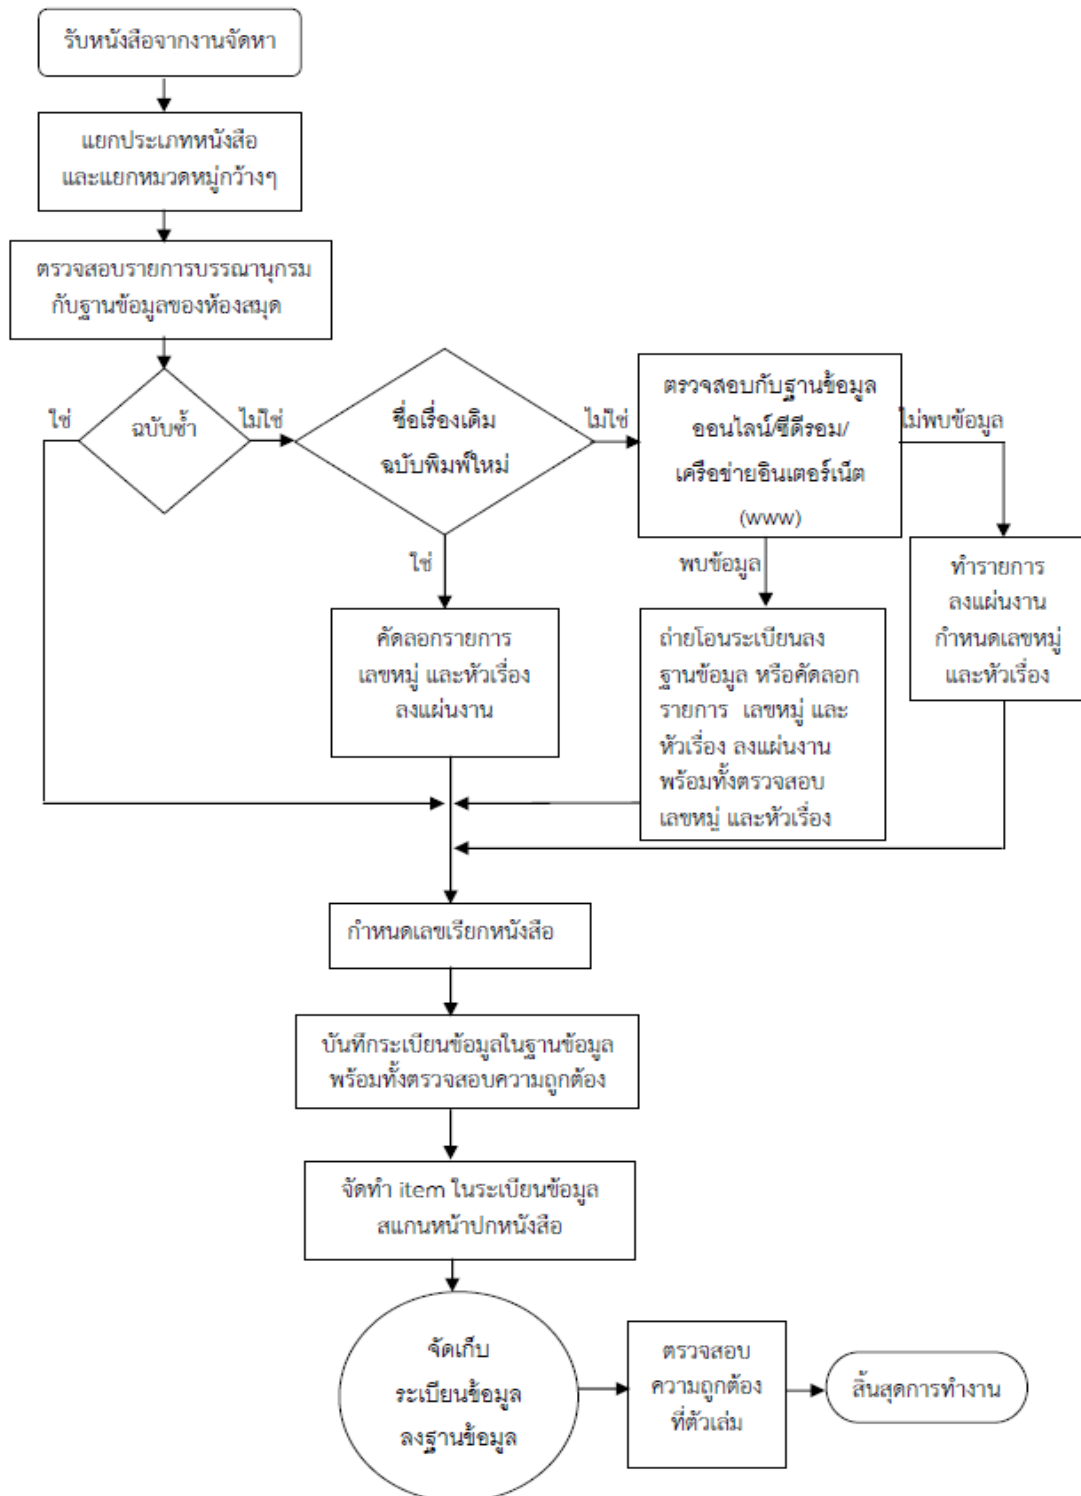 รับหนังสือจากงานจัดหา
แยกประเภทหนังสือ
และแยกหมวดหมู่กว้างๆ
ตรวจสอบรายการบรรณานุกรม
กับฐานข้อมูลของห้องสมุด
ใช่
ฉบับซ้ำ
ไม่ใช่
ชื่อเรื่องเดิม
ฉบับพิมพ์ใหม่
ไม่ใช่
ตรวจสอบกับฐานข้อมูล
ออนไลน์/ซีดีรอม/
เครือข่ายอินเตอร์เน็ต
(www)
ไม่พบข้อมูล
ใช่
พบข้อมูล
คัดลอกรายการ
เลขหมู่ และหัวเรื่อง
ลงแผ่นงาน
ถ่ายโอนระเบียนลง
ฐานข้อมูล หรือคัดลอก
รายการ เลขหมู่ และ
หัวเรื่อง ลงแผ่นงาน
พร้อมทั้งตรวจสอบ
เลขหมู่ และหัวเรื่อง
ทำรายการ
ลงแผ่นงาน
กำหนดเลขหมู่
และหัวเรื่อง
กำหนดเลขเรียกหนังสือ
บันทึกระเบียนข้อมูลในฐานข้อมูล
พร้อมทั้งตรวจสอบความถูกต้อง
จัดทำ item ในระเบียนข้อมูล
สแกนหน้าปกหนังสือ
จัดเก็บ
ระเบียนข้อมูล
ลงฐานข้อมูล
ตรวจสอบ
ความถูกต้อง
ที่ตัวเล่ม
สิ้นสุดการทำงาน